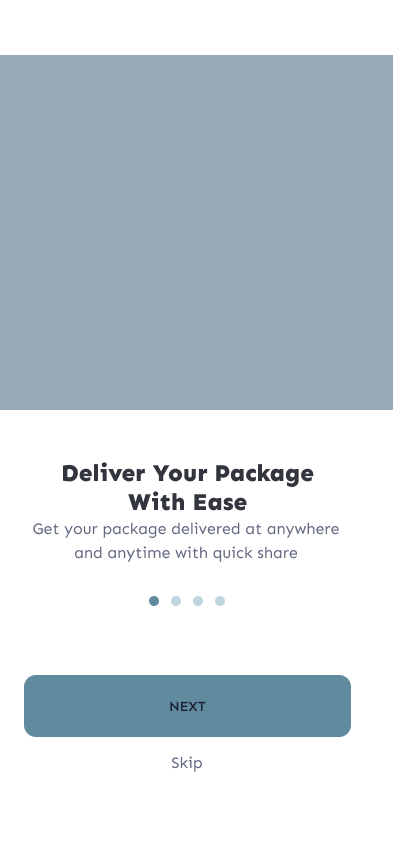 Deliver Your Package
With Ease
Get your package delivered at anywhere
and anytime with quick share
NEXT
Skip